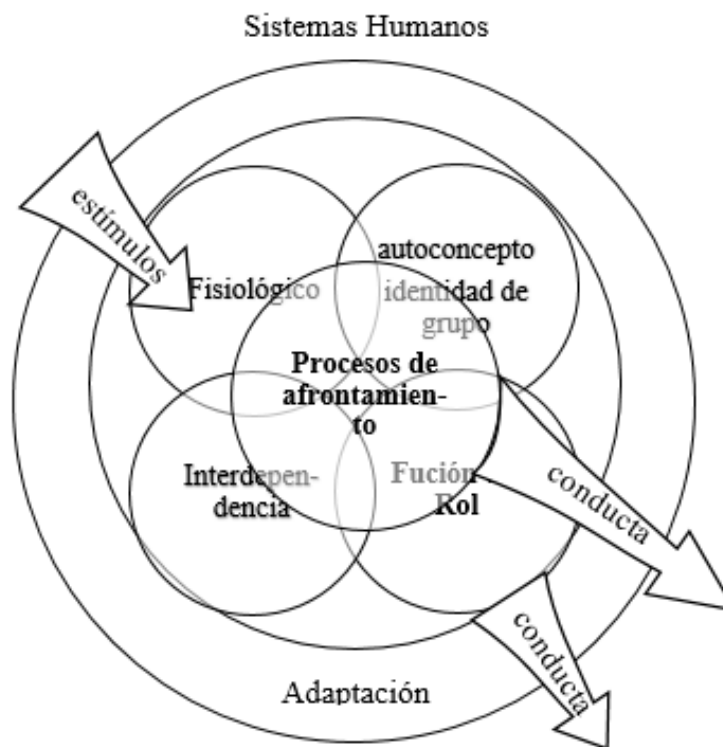 Sistemas Humanos
estímulos
Fisiológico
autoconcepto
identidad de
grupo
Procesos de
afrontamien-
to
Interdepen-
dencia
Fución
Rol
conducta
conducta
Adaptación